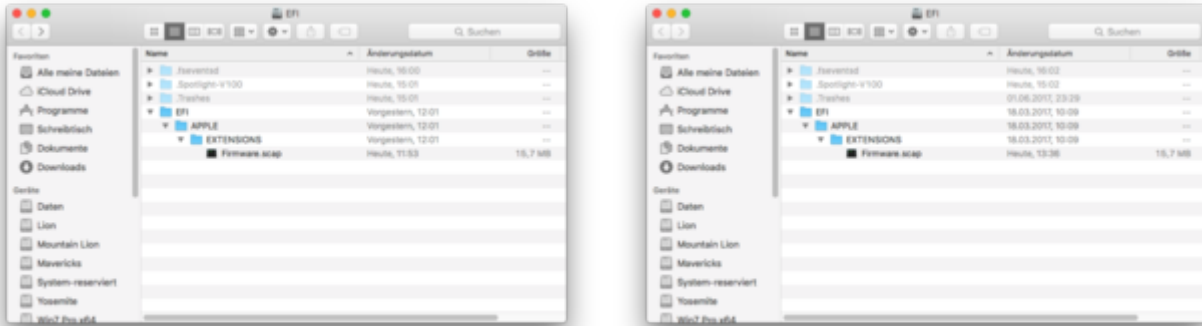 EFI
Suchen
Favoriten
Alle meine Dateien
iCloud Drive
Programme
Schreibtisch
Dokumente
Downloads
Geräte
Daten
Lion
Mountain Lion
Mavericks
System-reserviert
Yosemite
Win7 Pro x64
Name Änderungsdatum Größe
.fseventsd Heute, 16:00 --
.Spotlight-V100 Heute, 15:01 --
.Trashes Heute, 15:01 --
EFI Vorgestern, 12:01 --
APPLE Vorgestern, 12:01 --
EXTENSIONS Vorgestern, 12:01 --
Firmware.scap Heute, 11:53 15,7 MB
EFI
Suchen
Favoriten
Alle meine Dateien
iCloud Drive
Programme
Schreibtisch
Dokumente
Downloads
Geräte
Daten
Lion
Mountain Lion
Mavericks
System-reserviert
Yosemite
Win7 Pro x64
Name Änderungsdatum Größe
.fseventsd Heute, 16:02 --
.Spotlight-V100 Heute, 15:02 --
.Trashes 01.06.2017, 23:29 --
EFI 18.03.2017, 10:09 --
APPLE 18.03.2017, 10:09 --
EXTENSIONS 18.03.2017, 10:09 --
Firmware.scap Heute, 13:36 15,7 MB